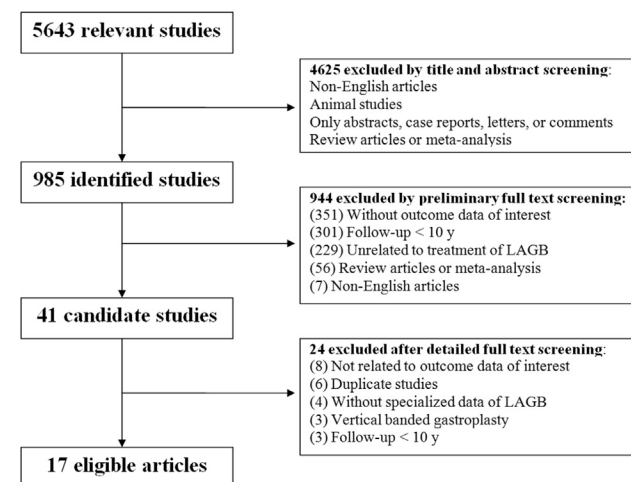 5643 relevant studies
4625 excluded by title and abstract screening:
Non-English articles
Animal studies
Only abstracts, case reports, letters, or comments
Review articles or meta-analysis
985 identified studies
944 excluded by preliminary full text screening:
(351) Without outcome data of interest
(301) Follow-up < 10 y
(229) Unrelated to treatment of LAGB
(56) Review articles or meta-analysis
(7) Non-English articles
41 candidate studies
24 excluded after detailed full text screening:
(8) Not related to outcome data of interest
(6) Duplicate studies
(4) Without specialized data of LAGB
(3) Vertical banded gastroplasty
(3) Follow-up < 10 y
17 eligible articles